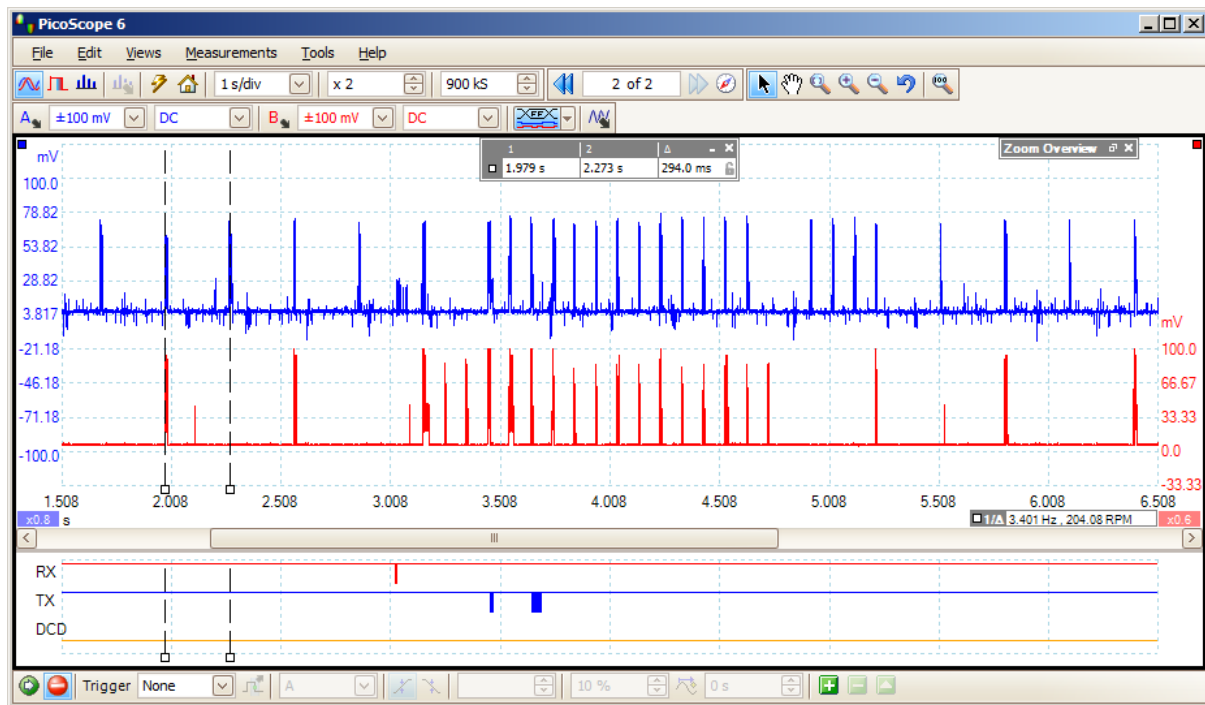 PicoScope 6
File Edit Views Measurements Tools Help
1 s/div x 2 900 kS 2 of 2
A ±100 mV DC B ±100 mV DC
1 2 Δ
1.979 s 2.273 s 294.0 ms
Zoom Overview
mV
100.0
78.82
53.82
28.82
3.817
-21.18
-46.18
-71.18
-100.0
mV
100.0
66.67
33.33
0.0
-33.33
1.508 2.008 2.508 3.008 3.508 4.008 4.508 5.008 5.508 6.008 6.508
x0.8 s 1/Δ 3.401 Hz , 204.08 RPM x0.6
RX
TX
DCD
Trigger None A 10 % 0 s